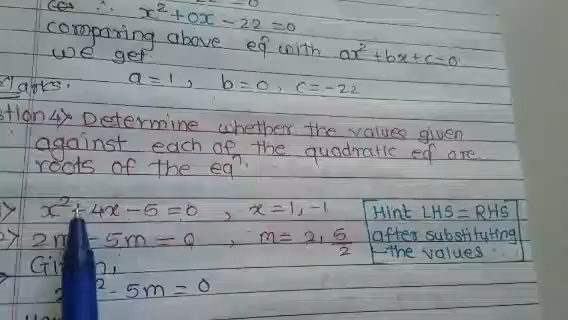 x² + 0x - 22 = 0
comparing above eq with ax² + bx + c = 0
we get
a = 1, b = 0, c = -22
Determine whether the values given
against each of the quadratic eqⁿ are
roots of the eqⁿ.
x² + 4x - 5 = 0, x = 1, -1
Hint LHS = RHS
after substituting
the values.
2m - 5m = 0, m = 2, 5/2
- 5m = 0